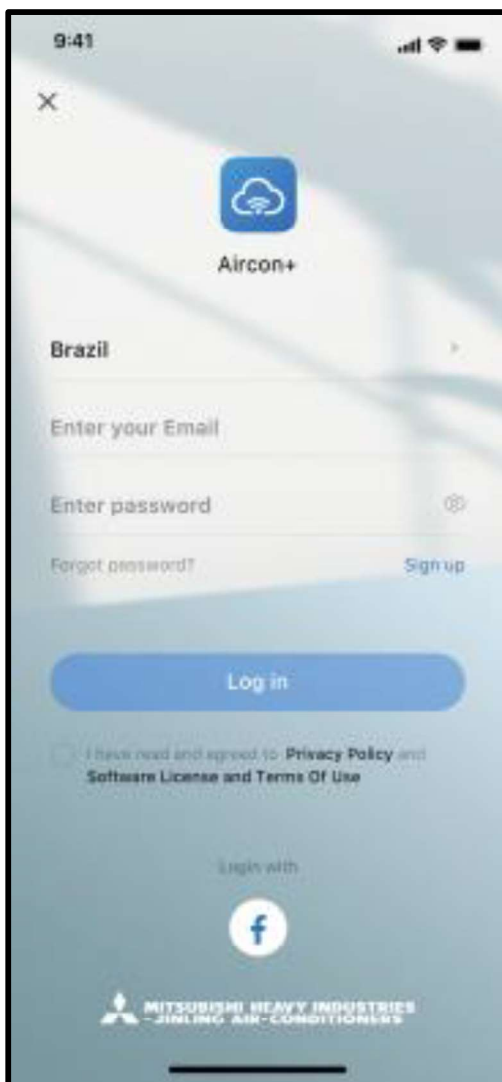 9:41
Aircon+
Brazil
Enter your Email
Enter password
Forgot password? Sign up
Log in
I have read and agreed to Privacy Policy and
Software License and Terms Of Use
Login with
f
MITSUBISHI HEAVY INDUSTRIES
-JINLING AIR-CONDITIONERS